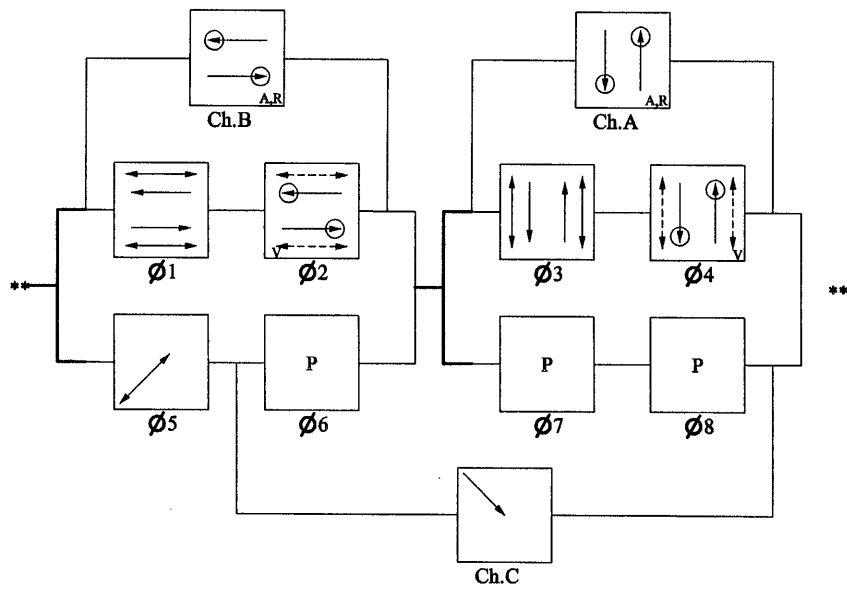 A,R
Ch.B
A,R
Ch.A
V
Ø1
Ø2
Ø3
V
Ø4
**
**
P
P
P
Ø5
Ø6
Ø7
Ø8
Ch.C